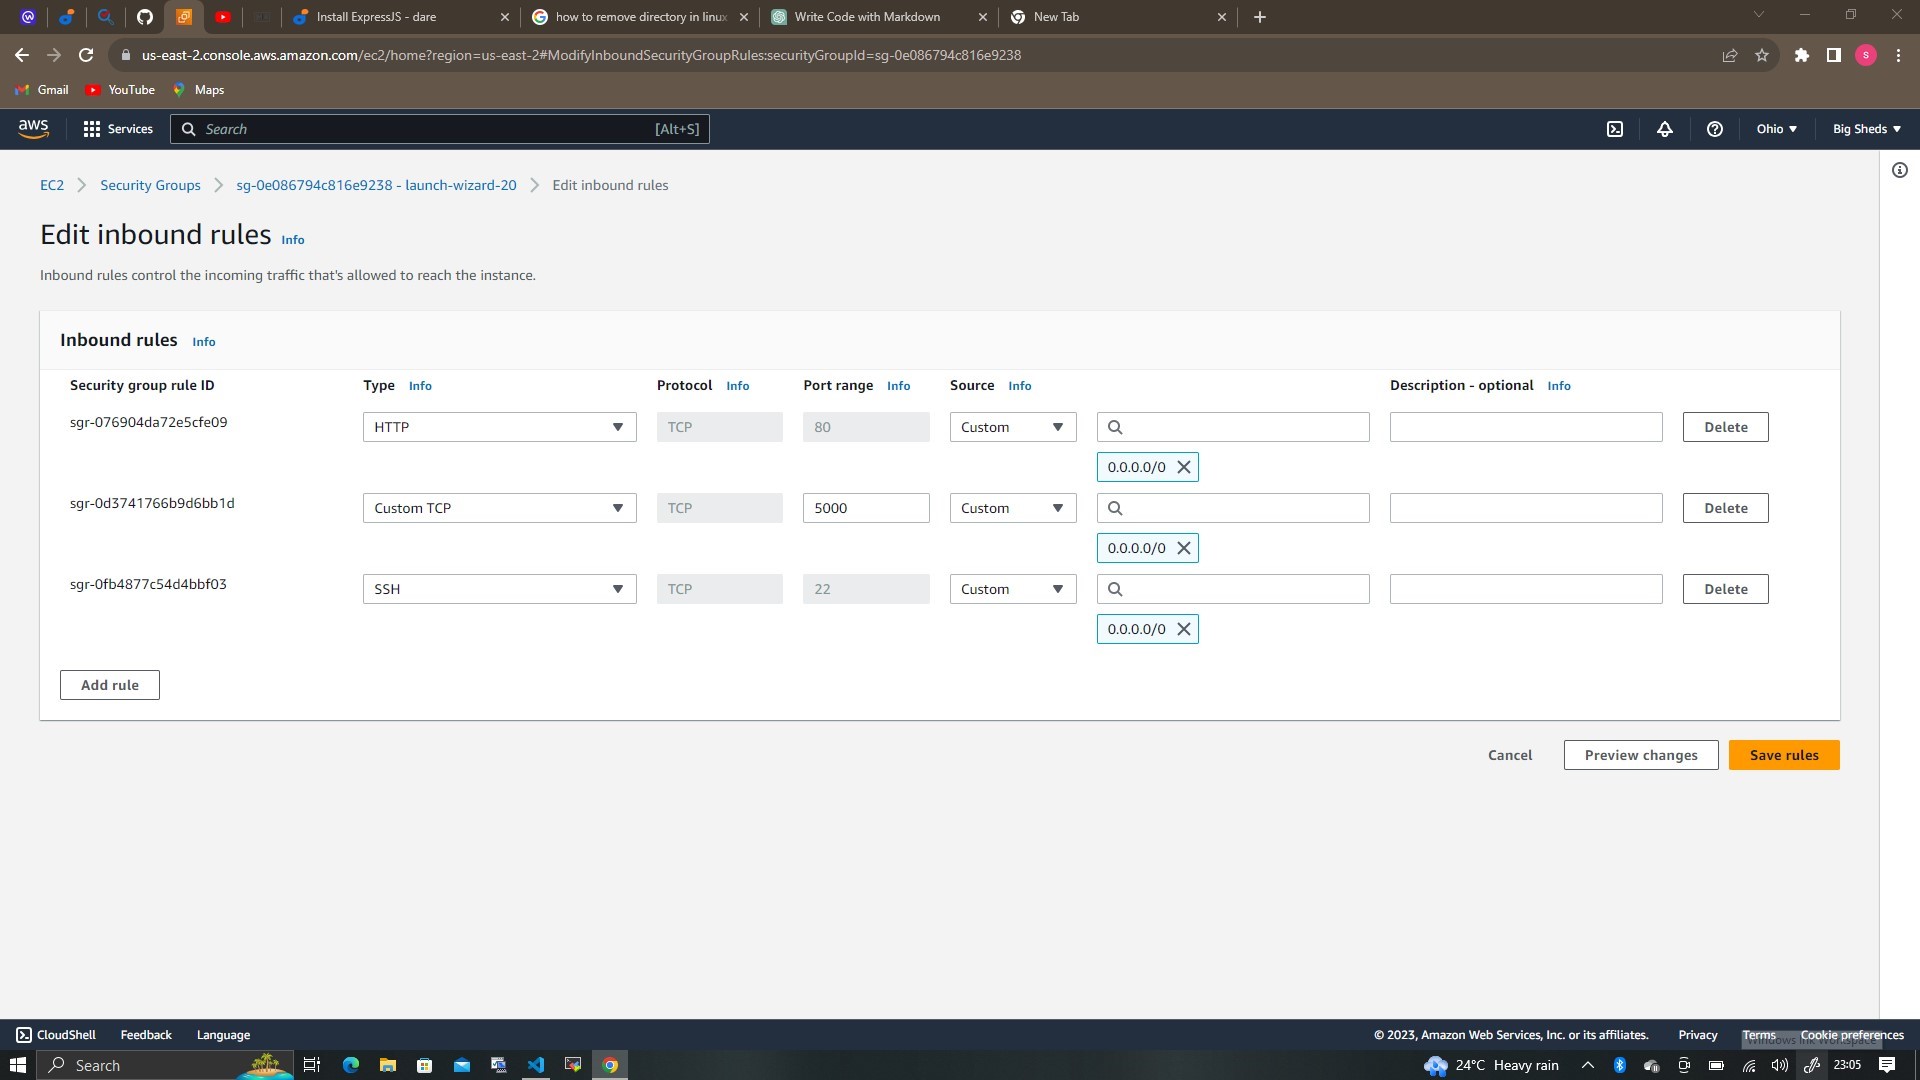 Install ExpressJS - dare
how to remove directory in linux
Write Code with Markdown
New Tab
us-east-2.console.aws.amazon.com/ec2/home?region=us-east-2#ModifyInboundSecurityGroupRules:securityGroupId=sg-0e086794c816e9238
S
Gmail
YouTube
Maps
aws
Services
Search
[Alt+S]
Ohio
Big Sheds
EC2
Security Groups
sg-0e086794c816e9238 - launch-wizard-20
Edit inbound rules
Edit inbound rules Info
Inbound rules control the incoming traffic that's allowed to reach the instance.
Inbound rules Info
Security group rule ID
Type Info
Protocol Info
Port range Info
Source Info
Description - optional Info
sgr-076904da72e5cfe09
HTTP
TCP
80
Custom
Delete
0.0.0.0/0
sgr-0d3741766b9d6bb1d
Custom TCP
TCP
5000
Custom
Delete
0.0.0.0/0
sgr-0fb4877c54d4bbf03
SSH
TCP
22
Custom
Delete
0.0.0.0/0
Add rule
Cancel
Preview changes
Save rules
CloudShell
Feedback
Language
© 2023, Amazon Web Services, Inc. or its affiliates.
Privacy
Terms
Cookie preferences
Windows Ink Workspace
Search
24°C Heavy rain
23:05